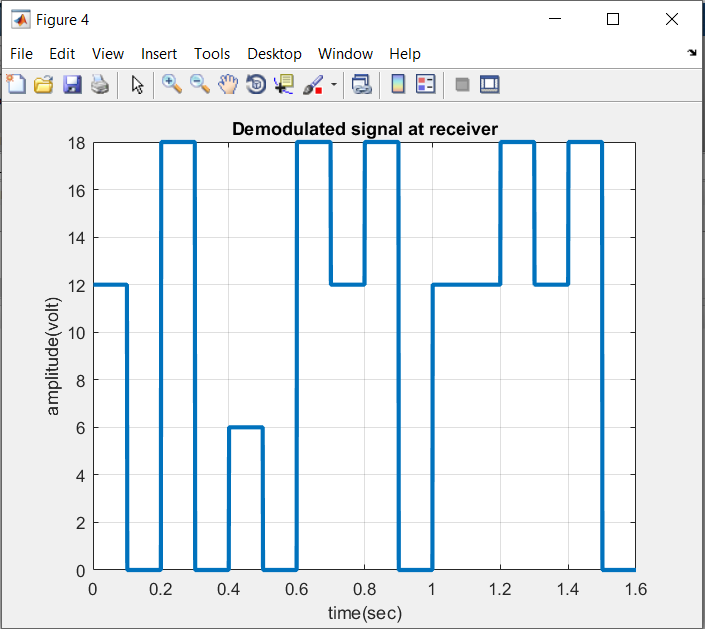 Figure 4
File Edit View Insert Tools Desktop Window Help
Demodulated signal at receiver
18
16
14
12
10
8
6
4
2
0
amplitude(volt)
0 0.2 0.4 0.6 0.8 1 1.2 1.4 1.6
time(sec)